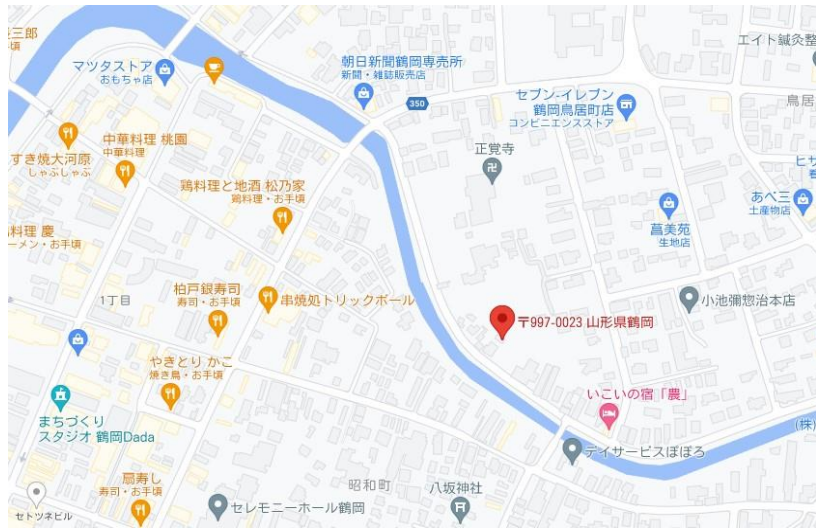 三郎
マツタストア
おもちゃ店
朝日新聞鶴岡専売所
新聞・雑誌販売店
350
セブン-イレブン
鶴岡鳥居町店
コンビニエンスストア
エイト鍼灸整
鳥居
中華料理 桃園
中華料理
すき焼大河原
しゃぶしゃぶ
正覚寺
鶏料理と地酒 松乃家
鶏料理・お手頃
あべ三
土産物店
菖美苑
生地店
料理 慶
ーメン・お手頃
柏戸銀寿司
寿司・お手頃
1丁目
串焼処トリックボール
小池彌惣治本店
〒997-0023 山形県鶴岡
やきとり かこ
焼き鳥・お手頃
まちづくり
スタジオ 鶴岡Dada
いこいの宿「農」
(株)
デイサービスぽぽろ
扇寿し
寿司・お手頃
昭和町
八坂神社
セレモニーホール鶴岡
セトツネビル